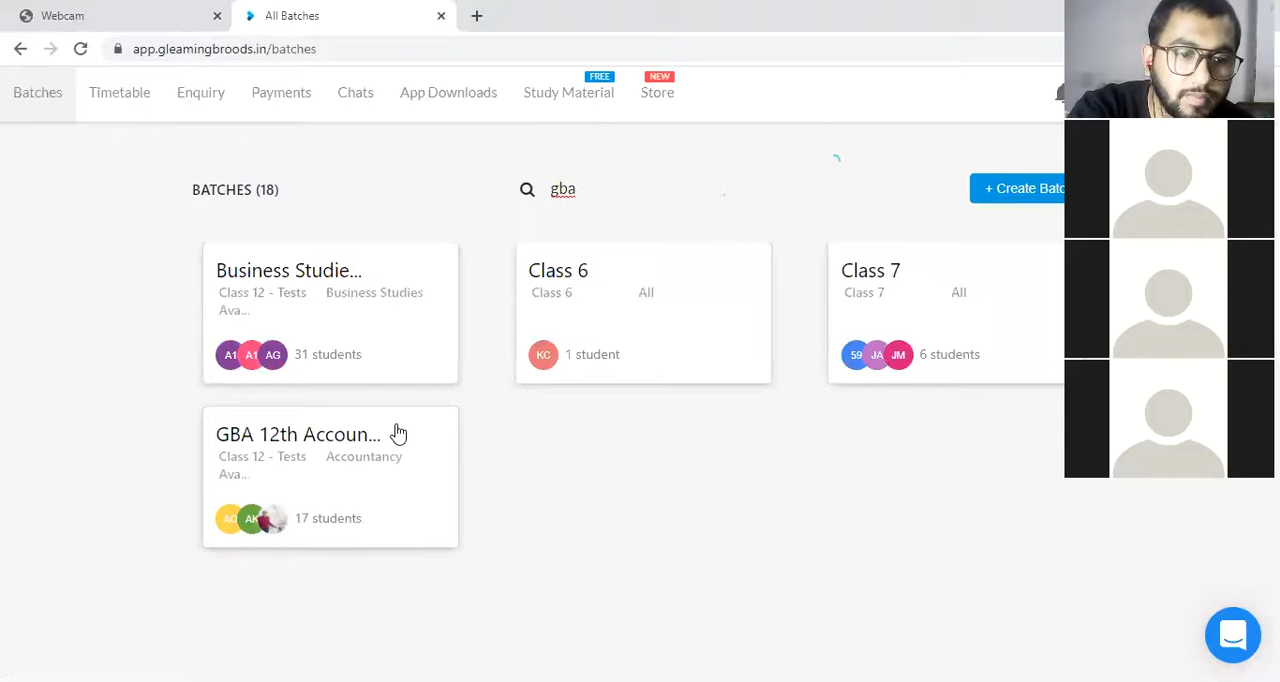 Webcam
All Batches
app.gleamingbroods.in/batches
FREE
NEW
Batches
Timetable
Enquiry
Payments
Chats
App Downloads
Study Material
Store
BATCHES (18)
gba
+ Create Batc
Business Studie...
Class 12 - Tests Business Studies
Ava...
A1 A1 AG 31 students
Class 6
Class 6 All
KC 1 student
Class 7
Class 7 All
59 JA JM 6 students
GBA 12th Accoun...
Class 12 - Tests Accountancy
Ava...
AK 17 students